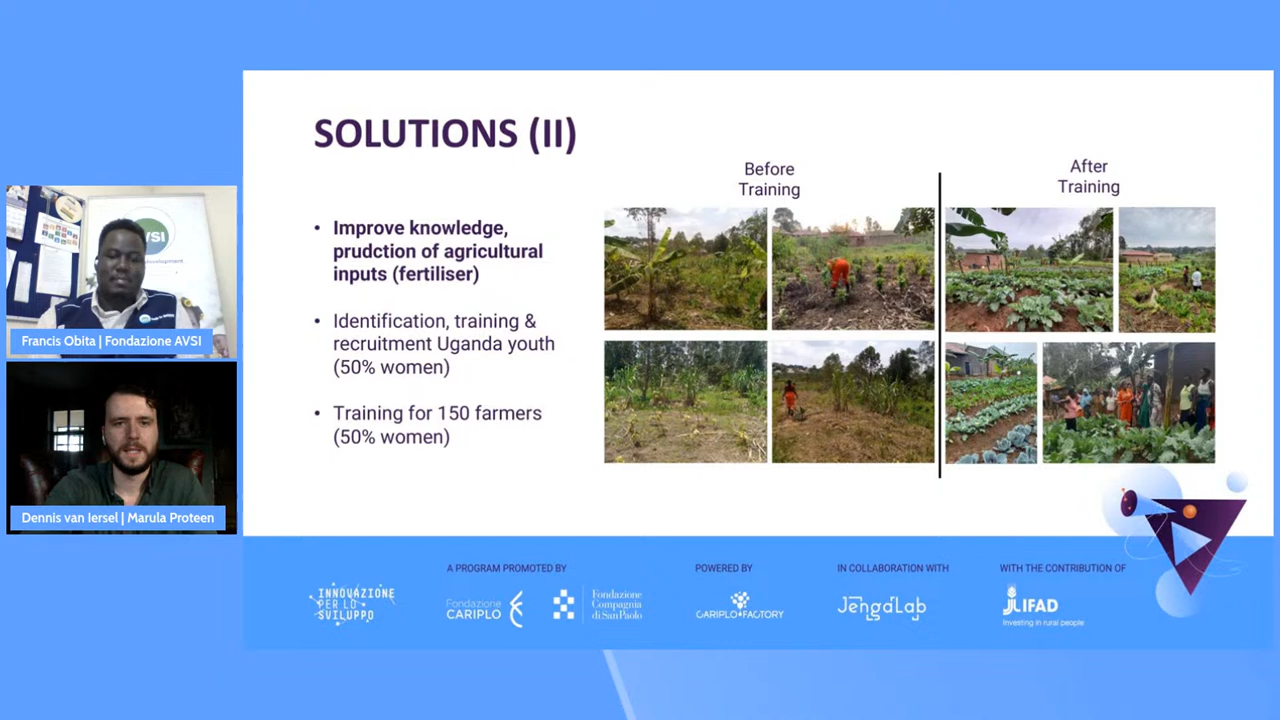 SOLUTIONS (II)
Before
Training
After
Training
• Improve knowledge,
prudction of agricultural
inputs (fertiliser)
• Identification, training &
recruitment Uganda youth
(50% women)
• Training for 150 farmers
(50% women)
Francis Obita | Fondazione AVSI
Dennis van Iersel | Marula Proteen
A PROGRAM PROMOTED BY
POWERED BY
IN COLLABORATION WITH
WITH THE CONTRIBUTION OF
INNOVAZIONE
PER LO
SVILUPPO
Fondazione
CARIPLO
Fondazione
Compagnia
di SanPaolo
CARIPLO FACTORY
JengaLab
IFAD
Investing in rural people